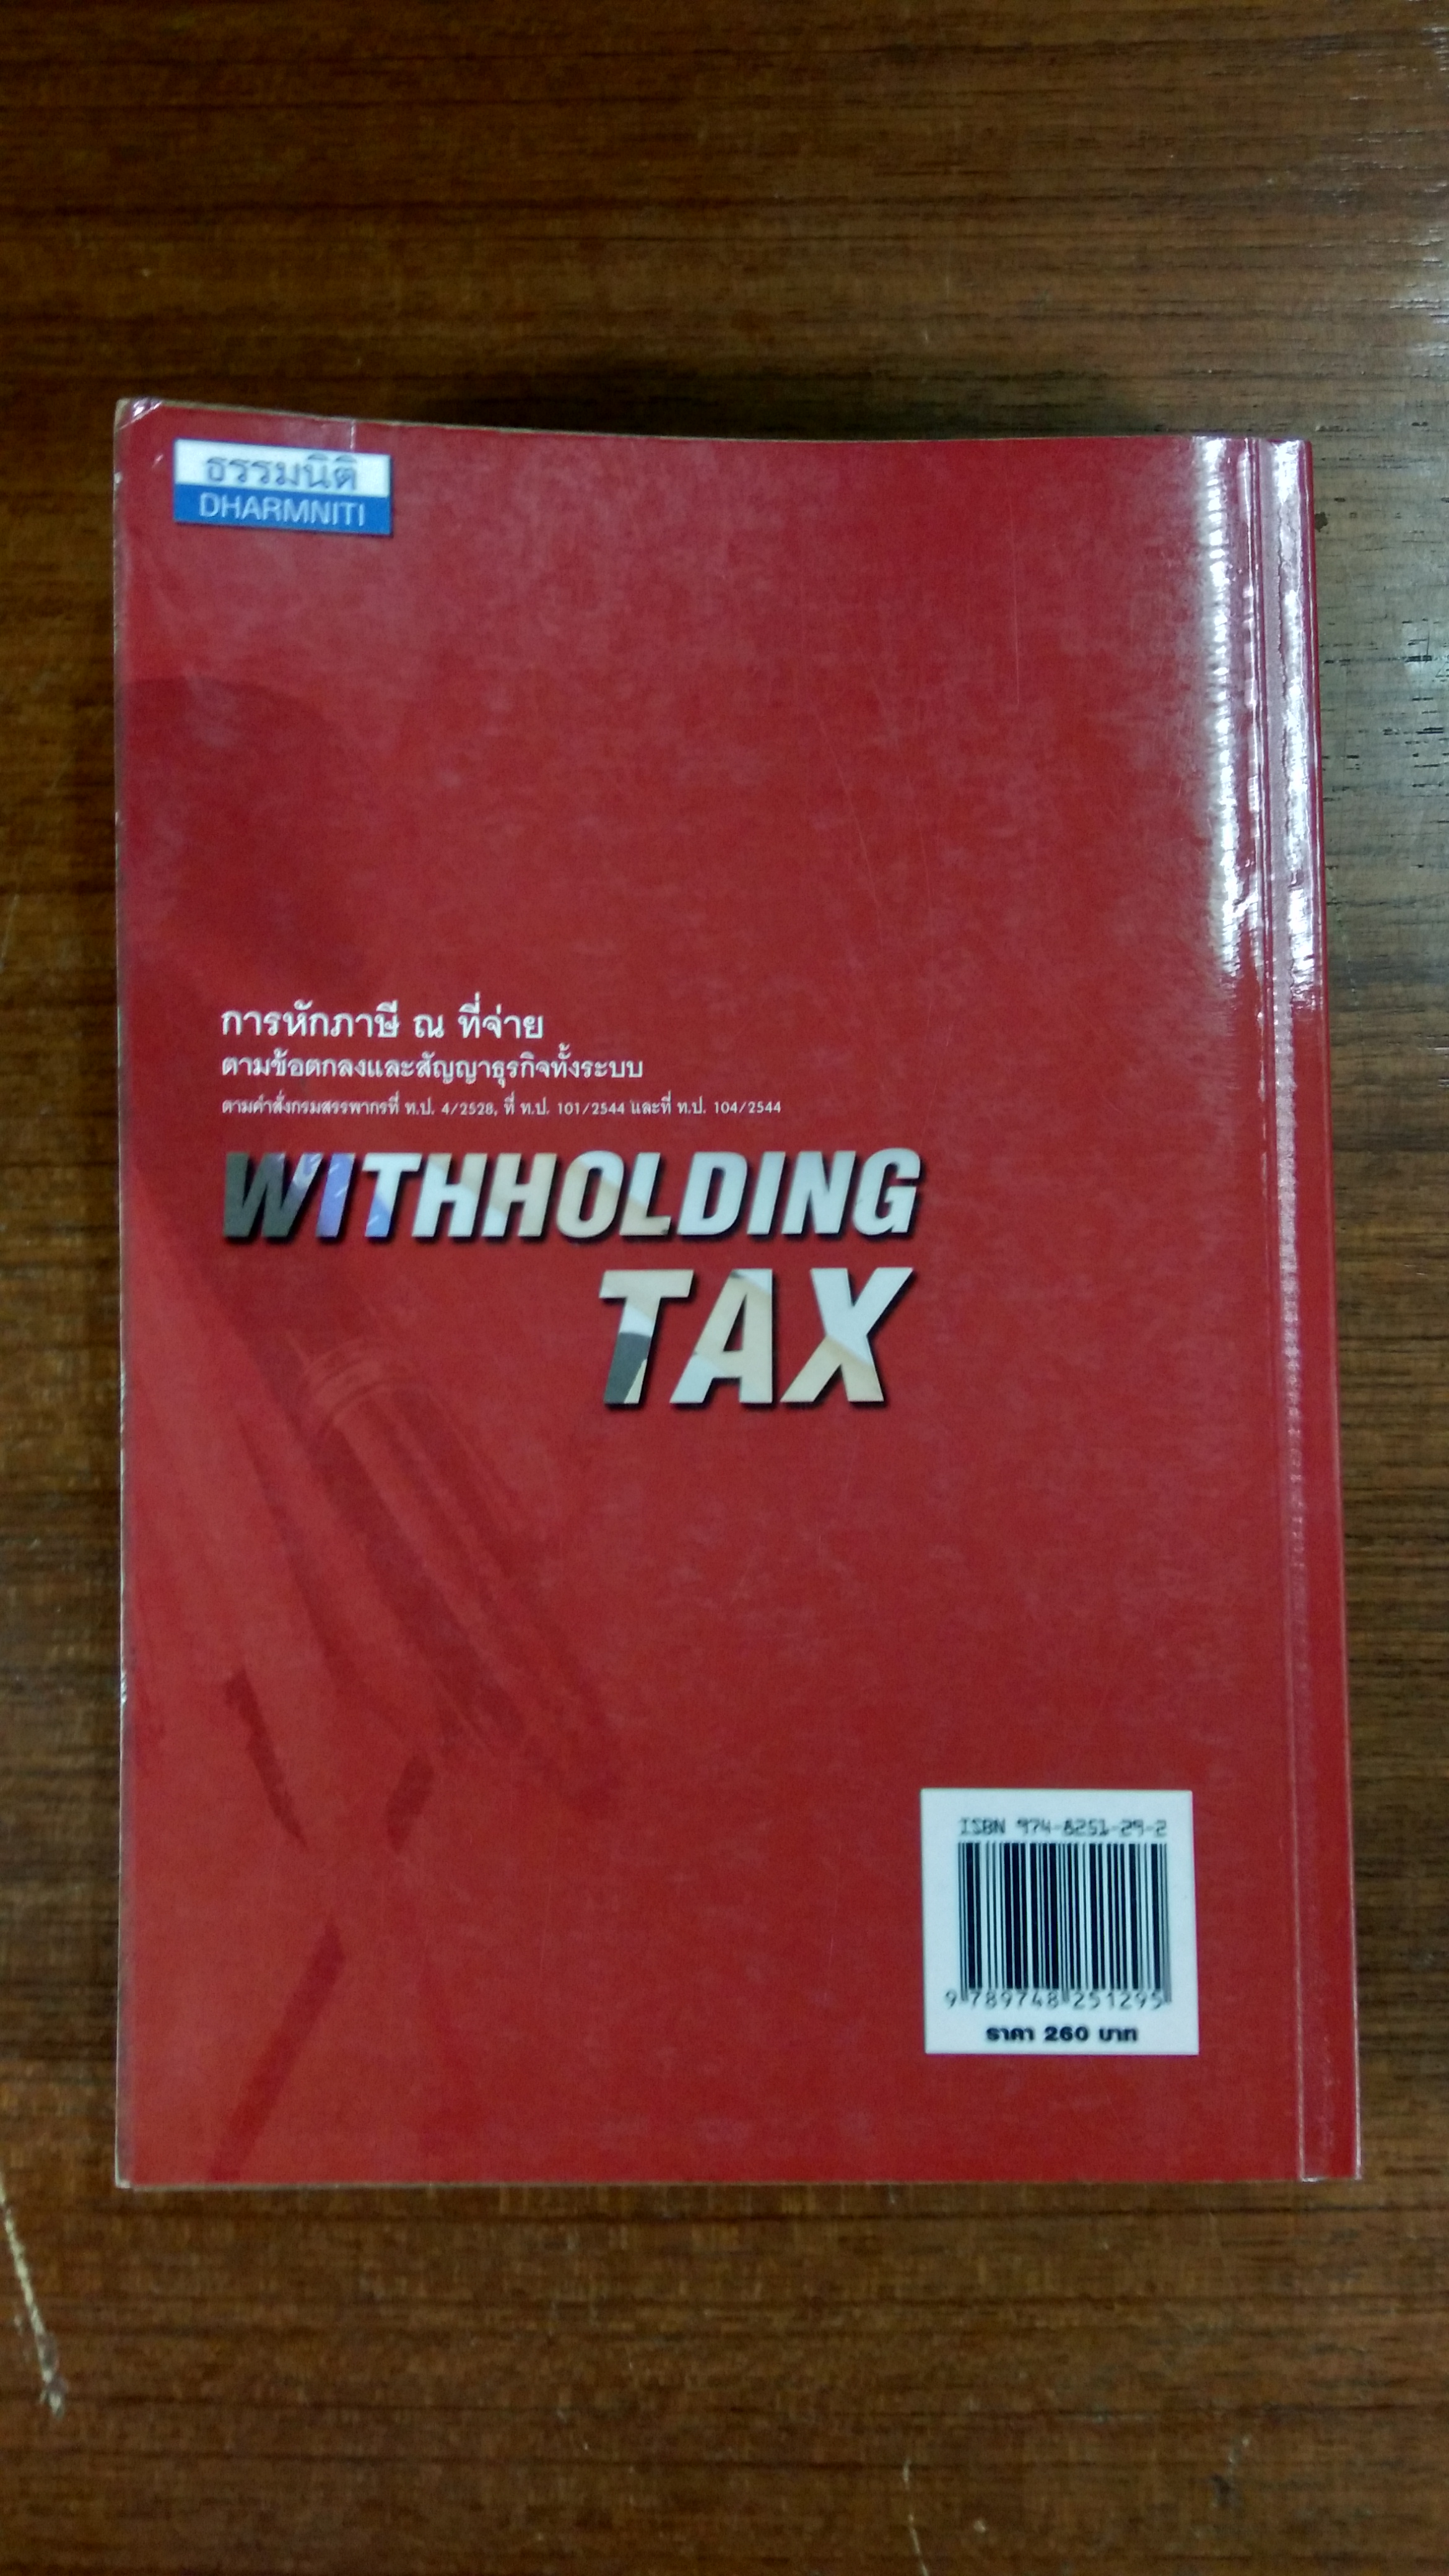 ธรรมนิติ
DHARMNITI
การหักภาษี ณ ที่จ่าย
ตามข้อตกลงและสัญญาธุรกิจทั้งระบบ
ตามคำสั่งกรมสรรพากรที่ ท.ป. 4/2528, ที่ ท.ป. 101/2544 และที่ ท.ป. 104/2544
WITHHOLDING
TAX
ISBN 974-8251-29-2
9 789748 251295
ราคา 260 บาท